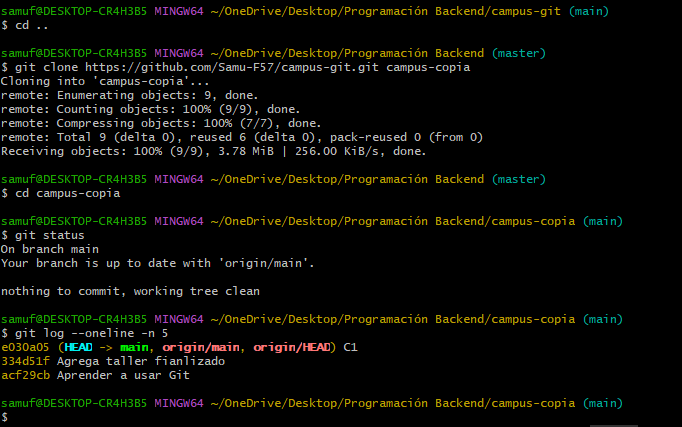 samuf@DESKTOP-CR4H3B5 MINGW64 ~/OneDrive/Desktop/Programación Backend/campus-git (main)
$ cd ..
samuf@DESKTOP-CR4H3B5 MINGW64 ~/OneDrive/Desktop/Programación Backend (master)
$ git clone https://github.com/Samu-F57/campus-git.git campus-copia
Cloning into 'campus-copia'...
remote: Enumerating objects: 9, done.
remote: Counting objects: 100% (9/9), done.
remote: Compressing objects: 100% (7/7), done.
remote: Total 9 (delta 0), reused 6 (delta 0), pack-reused 0 (from 0)
Receiving objects: 100% (9/9), 3.78 MiB | 256.00 KiB/s, done.
samuf@DESKTOP-CR4H3B5 MINGW64 ~/OneDrive/Desktop/Programación Backend (master)
$ cd campus-copia
samuf@DESKTOP-CR4H3B5 MINGW64 ~/OneDrive/Desktop/Programación Backend/campus-copia (main)
$ git status
On branch main
Your branch is up to date with 'origin/main'.
nothing to commit, working tree clean
samuf@DESKTOP-CR4H3B5 MINGW64 ~/OneDrive/Desktop/Programación Backend/campus-copia (main)
$ git log --oneline -n 5
e030a05 (HEAD -> main, origin/main, origin/HEAD) C1
334d51f Agrega taller fianlizado
acf29cb Aprender a usar Git
samuf@DESKTOP-CR4H3B5 MINGW64 ~/OneDrive/Desktop/Programación Backend/campus-copia (main)
$